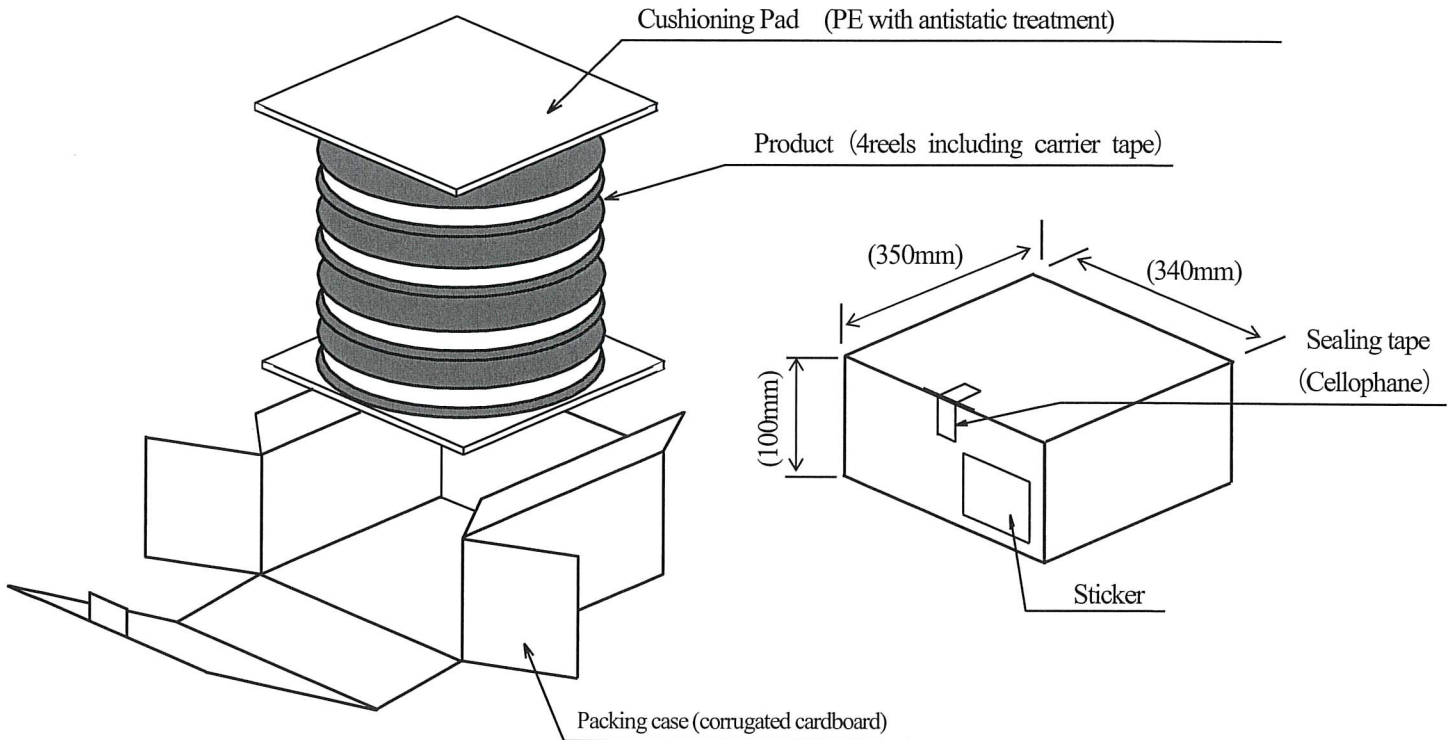 Cushioning Pad (PE with antistatic treatment)
Product (4reels including carrier tape)
(350mm)
(340mm)
Sealing tape
(Cellophane)
(100mm)
Sticker
Packing case (corrugated cardboard)